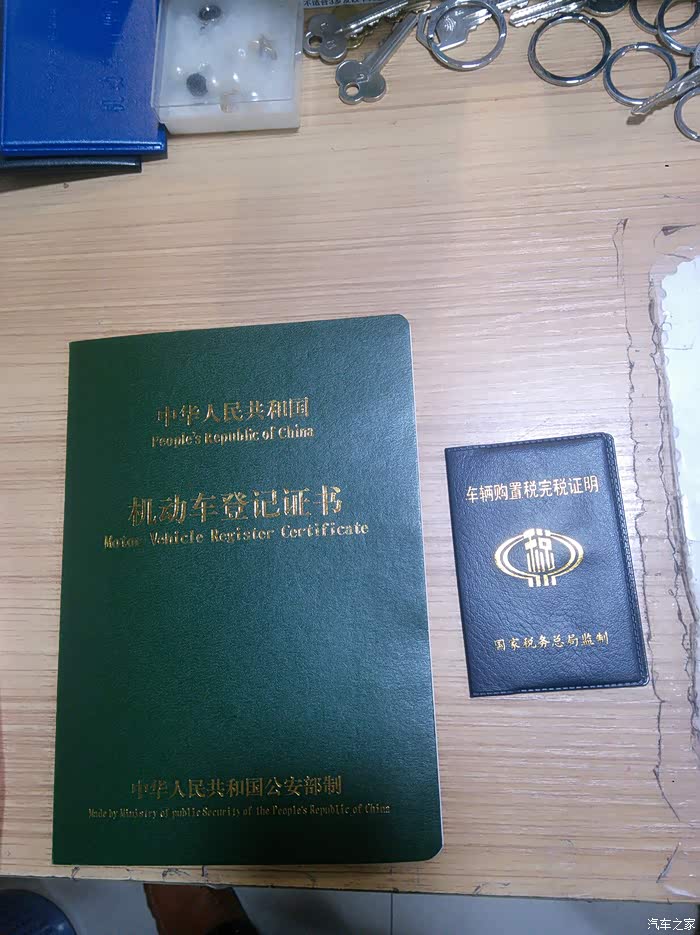 中华人民共和国
People's Republic of China
机动车登记证书
Motor Vehicle Register Certificate
中华人民共和国公安部制
Made by Ministry of public Security of the People's Republic of China
车辆购置税完税证明
税
国家税务总局监制
汽车之家